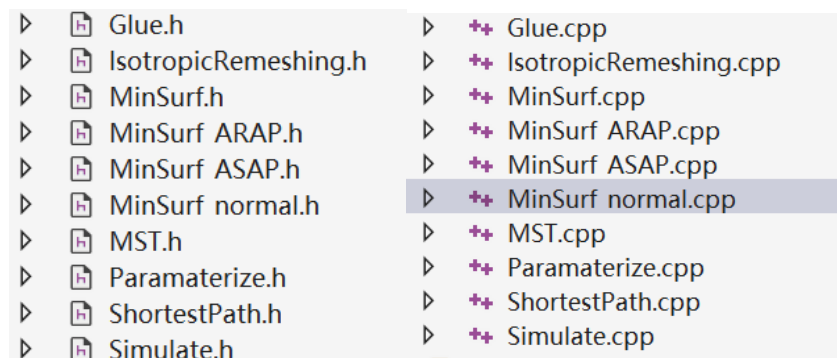 Glue.h
IsotropicRemeshing.h
MinSurf.h
MinSurf ARAP.h
MinSurf ASAP.h
MinSurf normal.h
MST.h
Paramaterize.h
ShortestPath.h
Simulate.h
Glue.cpp
IsotropicRemeshing.cpp
MinSurf.cpp
MinSurf ARAP.cpp
MinSurf ASAP.cpp
MinSurf normal.cpp
MST.cpp
Paramaterize.cpp
ShortestPath.cpp
Simulate.cpp